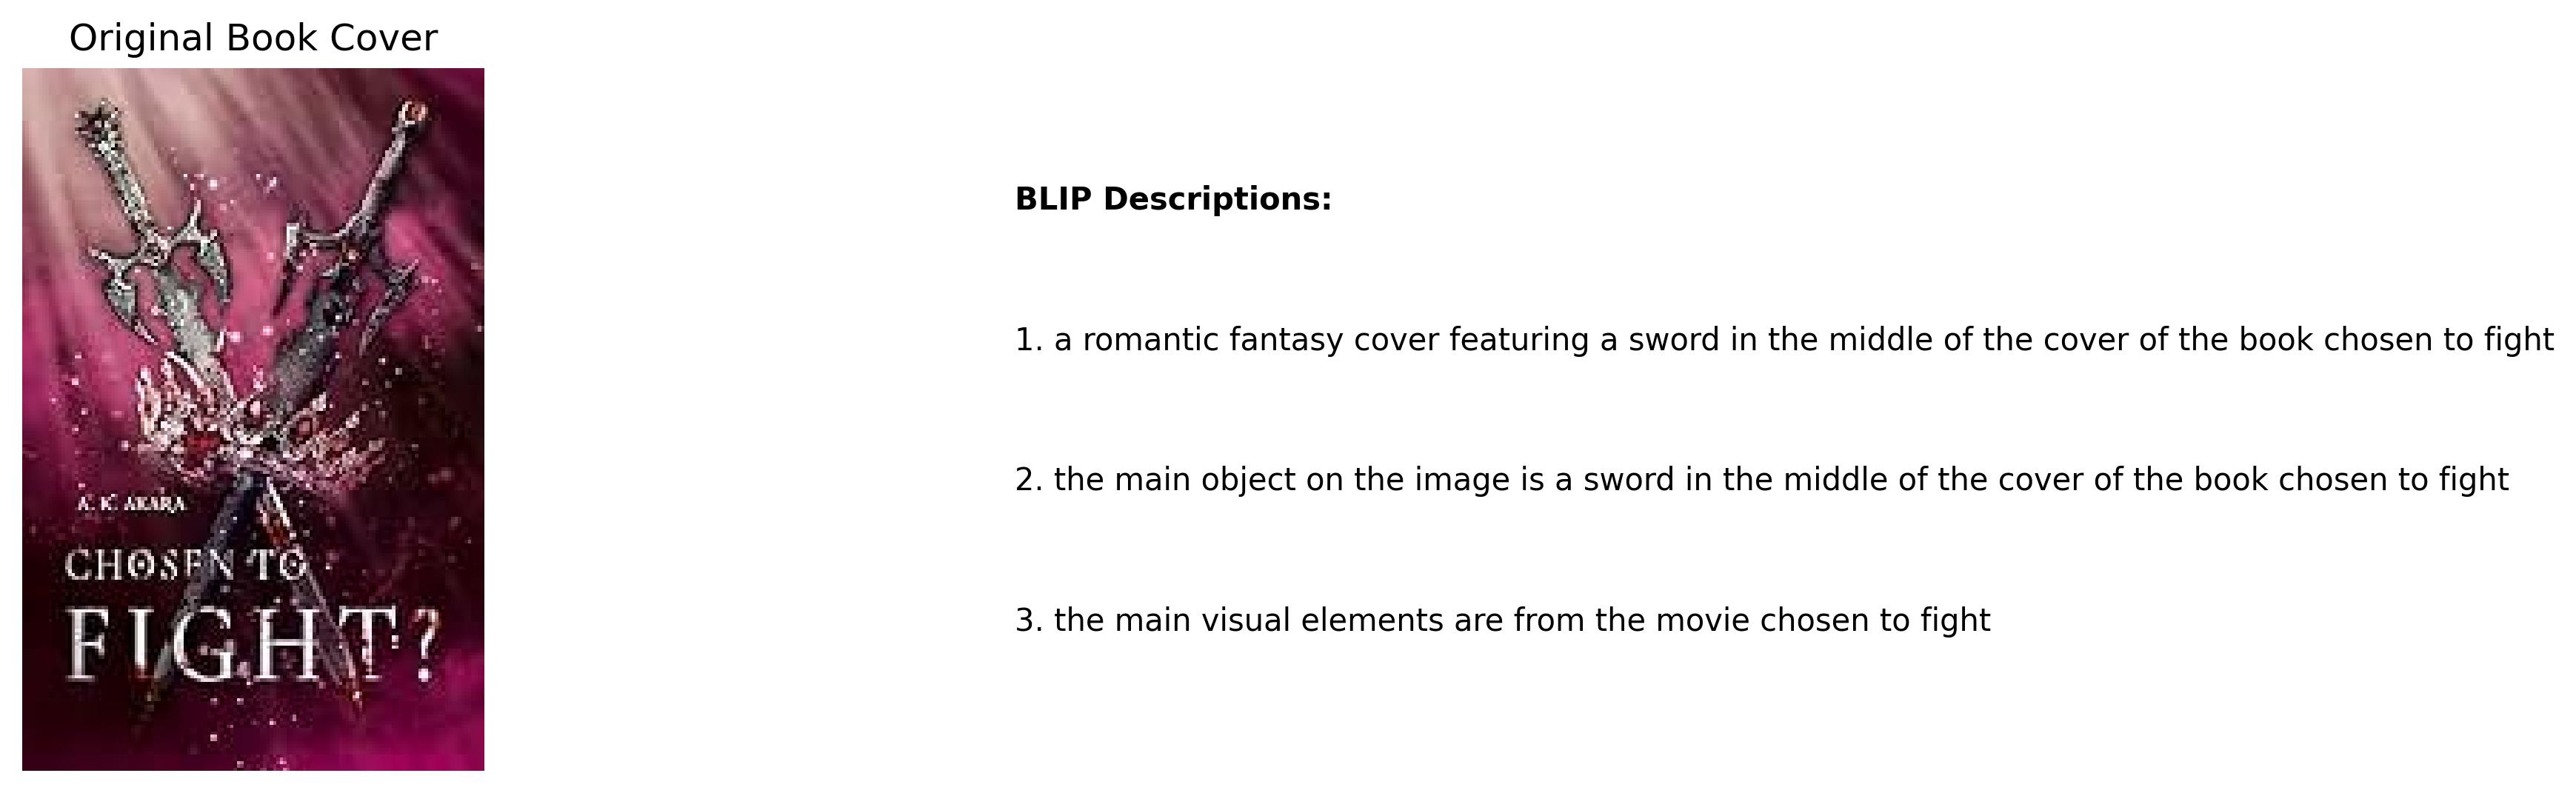 Original Book Cover
A. K. AKARA
CHOSEN TO
FIGHT?
BLIP Descriptions:
1. a romantic fantasy cover featuring a sword in the middle of the cover of the book chosen to fight
2. the main object on the image is a sword in the middle of the cover of the book chosen to fight
3. the main visual elements are from the movie chosen to fight